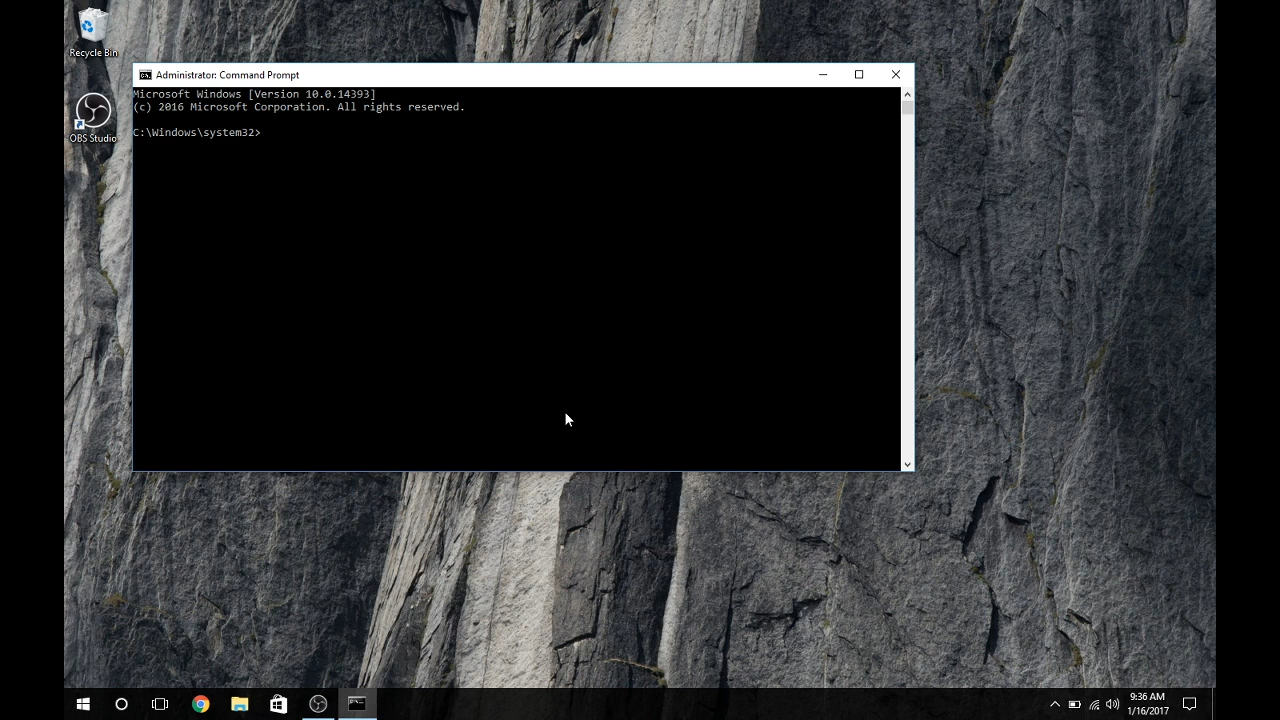 Recycle Bin
OBS Studio
Administrator: Command Prompt
Microsoft Windows [Version 10.0.14393]
(c) 2016 Microsoft Corporation. All rights reserved.
C:\Windows\system32>
9:36 AM
1/16/2017